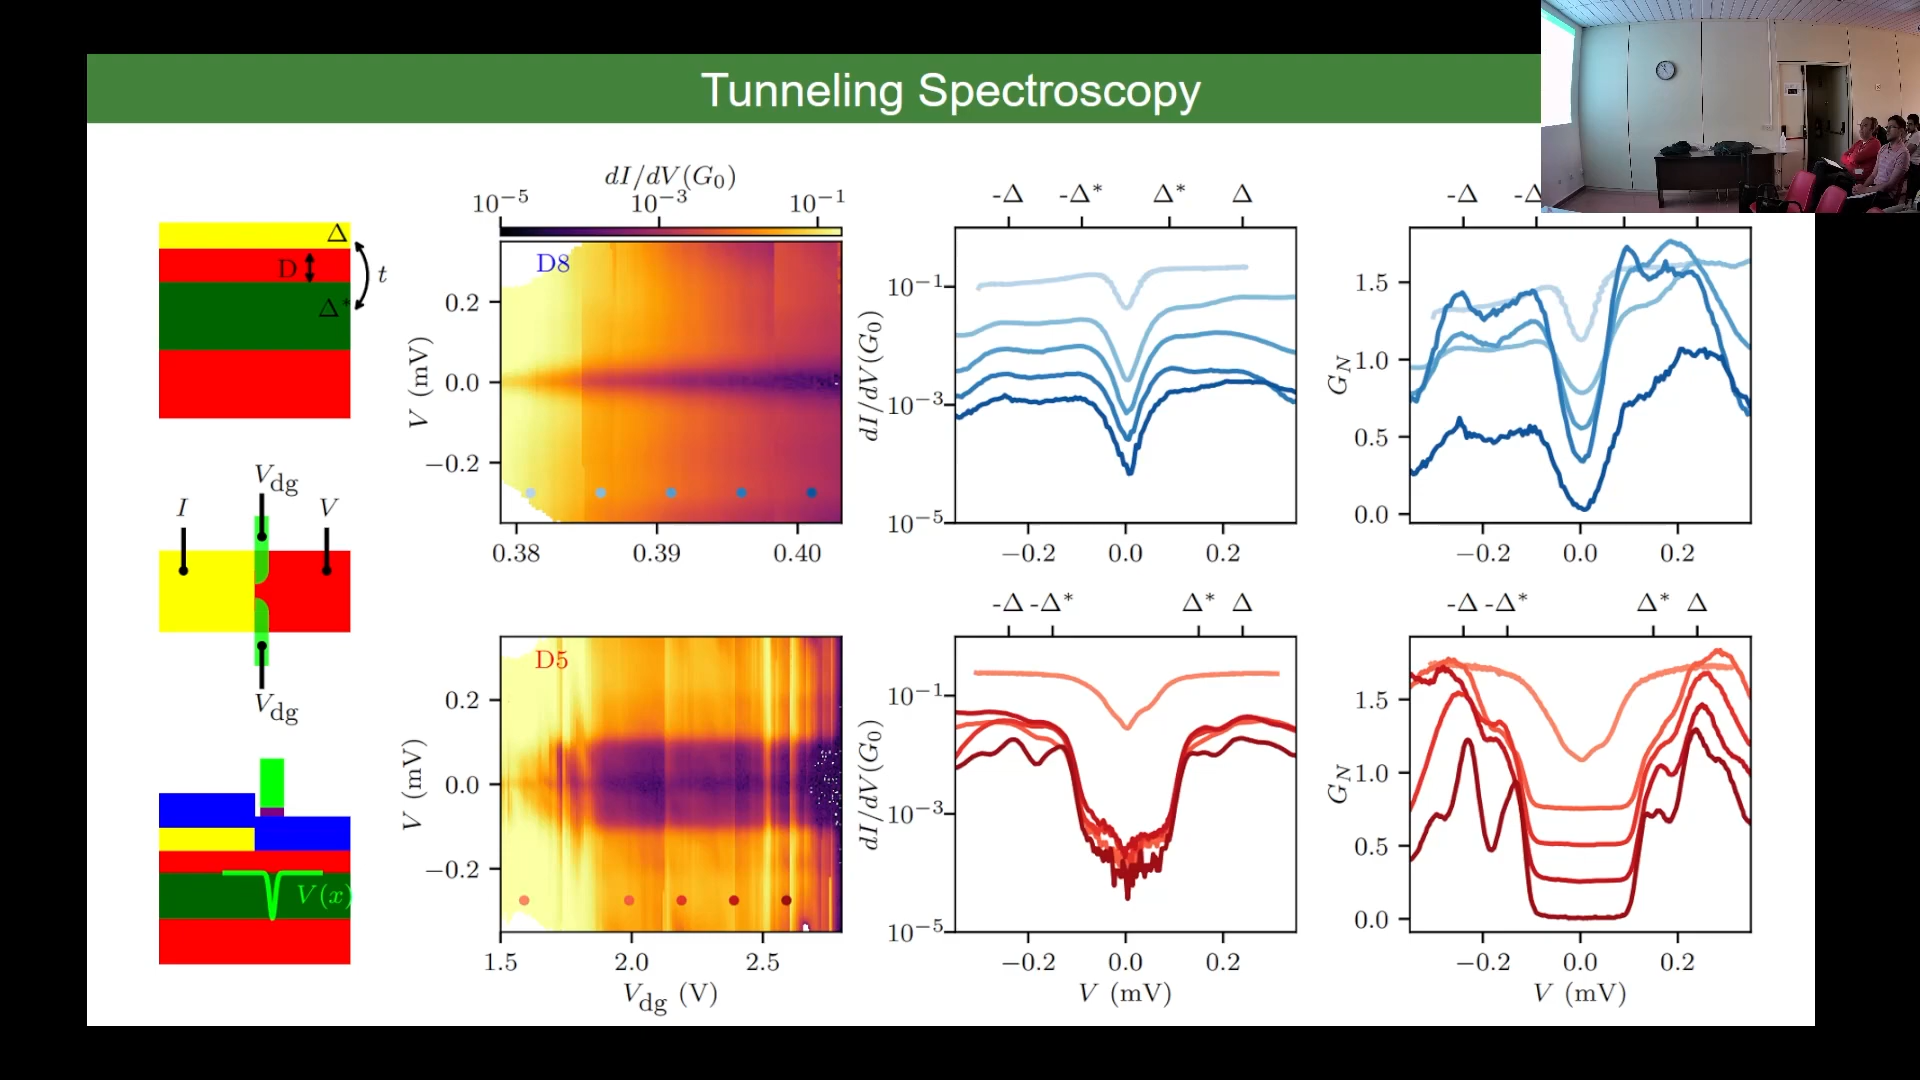 Tunneling Spectroscopy
Δ
D
t
Δ*
V_dg
I
V
V_dg
V(x)
dI/dV(G₀)
10⁻⁵
10⁻³
10⁻¹
D8
V (mV)
0.2
0.0
−0.2
0.38
0.39
0.40
D5
V (mV)
0.2
0.0
−0.2
1.5
2.0
2.5
V_dg (V)
-Δ
-Δ*
Δ*
Δ
dI/dV(G₀)
10⁻¹
10⁻³
10⁻⁵
−0.2
0.0
0.2
-Δ
-Δ*
Δ*
Δ
dI/dV(G₀)
10⁻¹
10⁻³
10⁻⁵
−0.2
0.0
0.2
V (mV)
-Δ
G_N
1.5
1.0
0.5
0.0
−0.2
0.0
0.2
-Δ
-Δ*
Δ*
Δ
G_N
1.5
1.0
0.5
0.0
−0.2
0.0
0.2
V (mV)